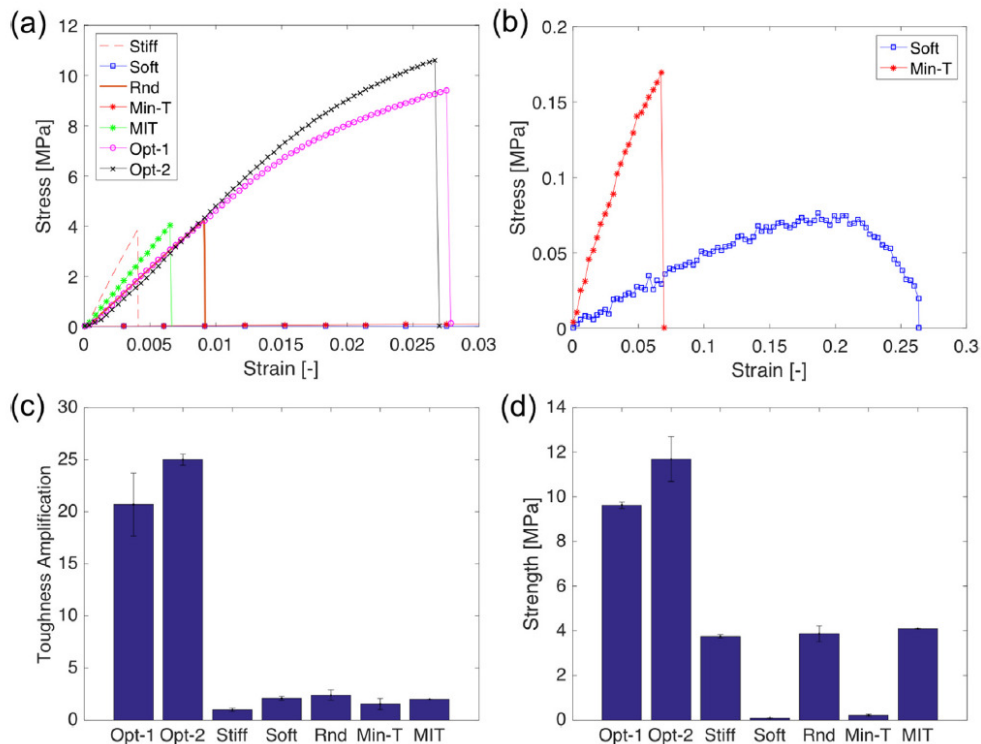 (a)
Stress [MPa]
12
10
8
6
4
2
0
Stiff
Soft
Rnd
Min-T
MIT
Opt-1
Opt-2
0 0.005 0.01 0.015 0.02 0.025 0.03
Strain [-]
(b)
Stress [MPa]
0.2
0.15
0.1
0.05
0
Soft
Min-T
0 0.05 0.1 0.15 0.2 0.25 0.3
Strain [-]
(c)
Toughness Amplification
30
25
20
15
10
5
0
Opt-1 Opt-2 Stiff Soft Rnd Min-T MIT
(d)
Strength [MPa]
14
12
10
8
6
4
2
0
Opt-1 Opt-2 Stiff Soft Rnd Min-T MIT